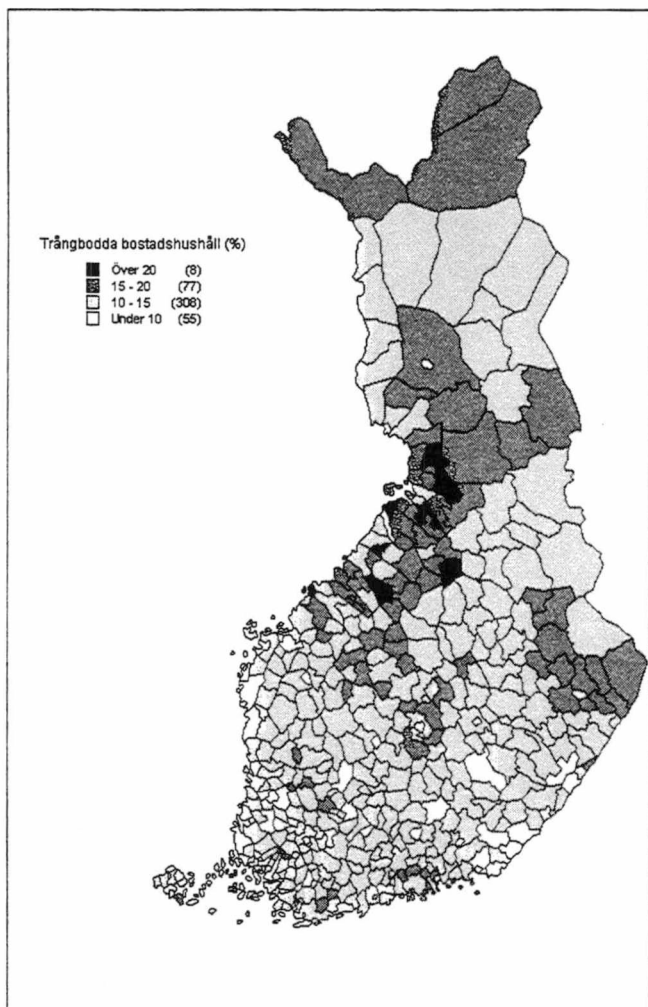 Trångbodda bostadshushåll (%)
Över 20 (8)
15 - 20 (77)
10 - 15 (308)
Under 10 (55)